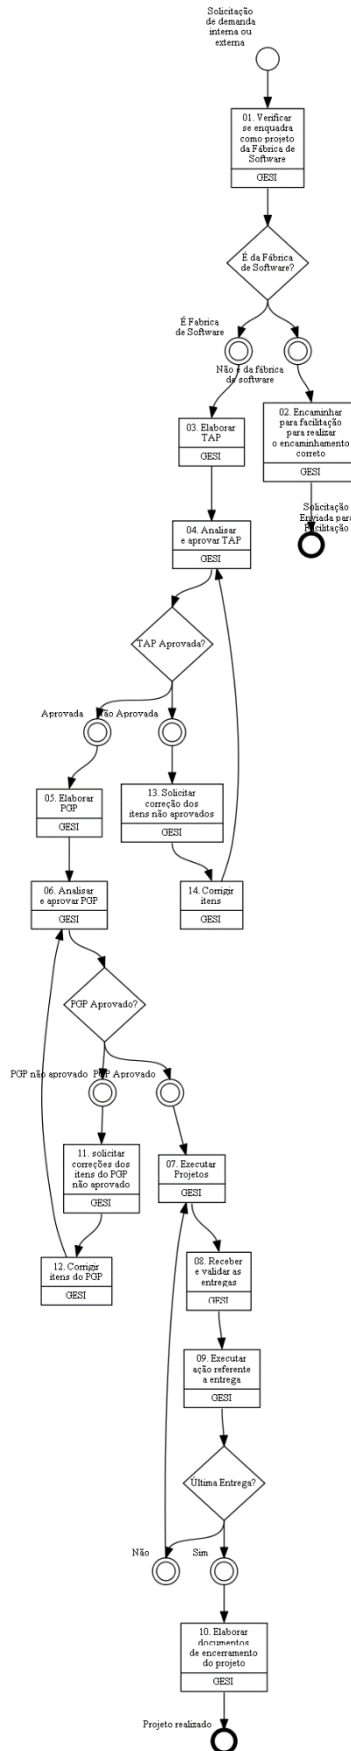 Solicitação
de demanda
interna ou
externa
01. Verificar
se enquadra
como projeto
da Fábrica de
Software
GESI
É da Fábrica
de Software?
É Fabrica
de Software
Não é da fábrica
de software
03. Elaborar
TAP
GESI
02. Encaminhar
para facilitação
para realizar
o encaminhamento
correto
GESI
Solicitação
Enviada para
Facilitação
04. Analisar
e aprovar TAP
GESI
TAP Aprovada?
Aprovada
Não Aprovada
05. Elaborar
PGP
GESI
13. Solicitar
correção dos
itens não aprovados
GESI
06. Analisar
e aprovar PGP
GESI
14. Corrigir
itens
GESI
PGP Aprovado?
PGP não aprovado
PGP Aprovado
11. solicitar
correções dos
itens do PGP
não aprovado
GESI
07. Executar
Projetos
GESI
12. Corrigir
itens do PGP
GESI
08. Receber
e validar as
entregas
GESI
09. Executar
ação referente
a entrega
GESI
Última Entrega?
Não
Sim
10. Elaborar
documentos
de encerramento
do projeto
GESI
Projeto realizado